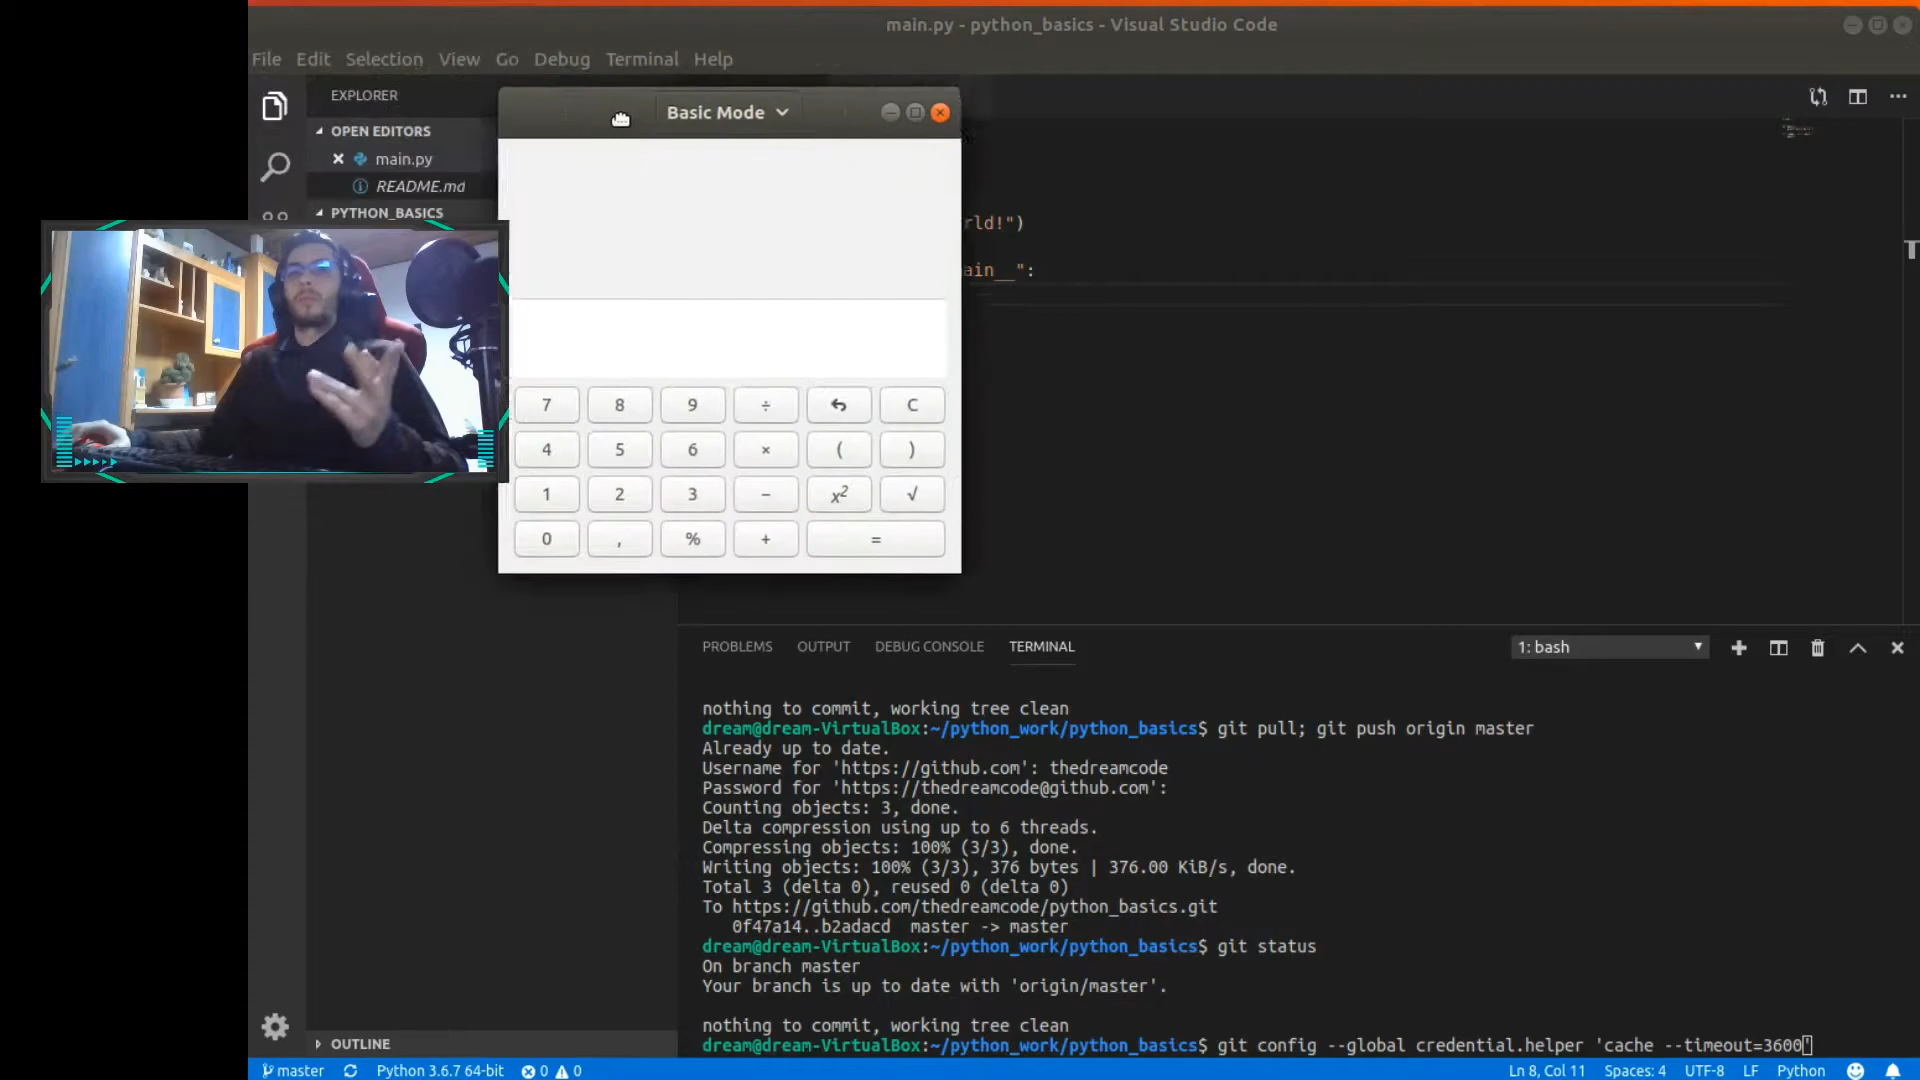 main.py - python_basics - Visual Studio Code
File Edit Selection View Go Debug Terminal Help
EXPLORER
OPEN EDITORS
main.py
README.md
PYTHON_BASICS
Basic Mode
rld!")
ain__":
7 8 9 ÷ C
4 5 6 × ( )
1 2 3 − x² √
0 , % + =
PROBLEMS OUTPUT DEBUG CONSOLE TERMINAL
1: bash
nothing to commit, working tree clean
dream@dream-VirtualBox:~/python_work/python_basics$ git pull; git push origin master
Already up to date.
Username for 'https://github.com': thedreamcode
Password for 'https://thedreamcode@github.com':
Counting objects: 3, done.
Delta compression using up to 6 threads.
Compressing objects: 100% (3/3), done.
Writing objects: 100% (3/3), 376 bytes | 376.00 KiB/s, done.
Total 3 (delta 0), reused 0 (delta 0)
To https://github.com/thedreamcode/python_basics.git
0f47a14..b2adacd master -> master
dream@dream-VirtualBox:~/python_work/python_basics$ git status
On branch master
Your branch is up to date with 'origin/master'.
nothing to commit, working tree clean
dream@dream-VirtualBox:~/python_work/python_basics$ git config --global credential.helper 'cache --timeout=3600'
OUTLINE
master Python 3.6.7 64-bit 0 0 Ln 8, Col 11 Spaces: 4 UTF-8 LF Python